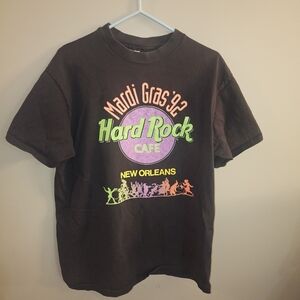 Mardi Gras '92
Hard Rock
CAFE
NEW ORLEANS